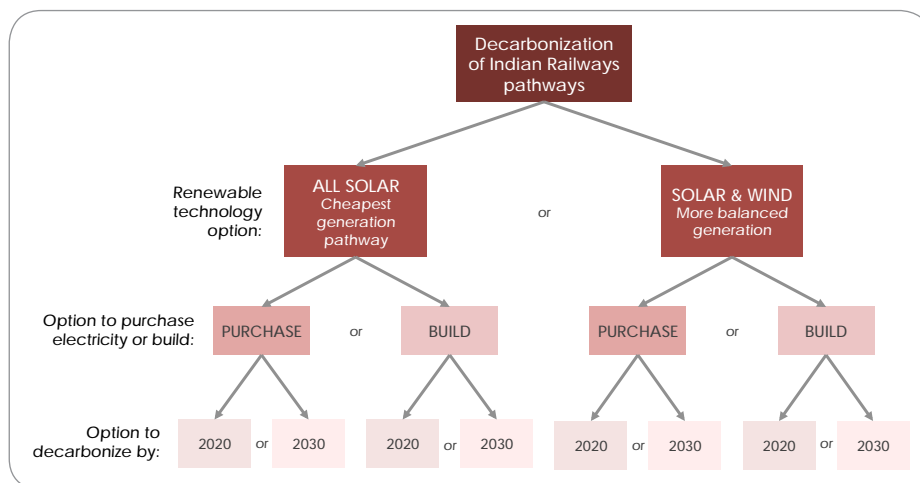 Decarbonization
of Indian Railways
pathways
Renewable
technology
option:
ALL SOLAR
Cheapest
generation
pathway
or
SOLAR & WIND
More balanced
generation
Option to purchase
electricity or build:
PURCHASE
or
BUILD
PURCHASE
or
BUILD
Option to
decarbonize by:
2020
or
2030
2020
or
2030
2020
or
2030
2020
or
2030